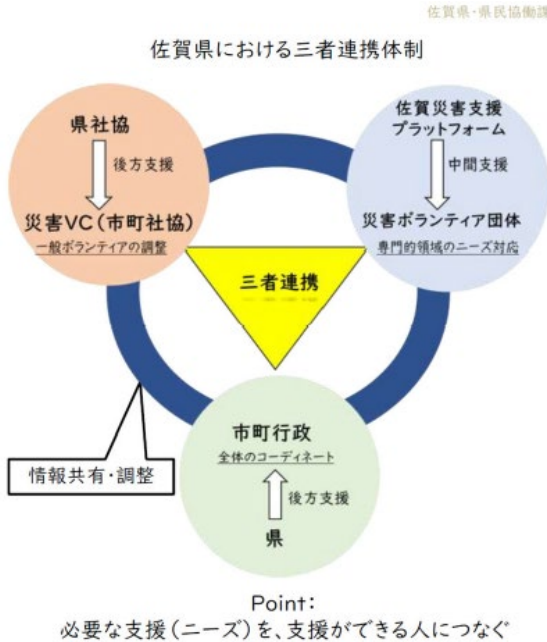 佐賀県・県民協働課
佐賀県における三者連携体制
県社協
後方支援
災害VC(市町社協)
一般ボランティアの調整
佐賀災害支援
プラットフォーム
中間支援
災害ボランティア団体
専門的領域のニーズ対応
三者連携
情報共有・調整
市町行政
全体のコーディネート
後方支援
県
Point:
必要な支援(ニーズ)を、支援ができる人につなぐ